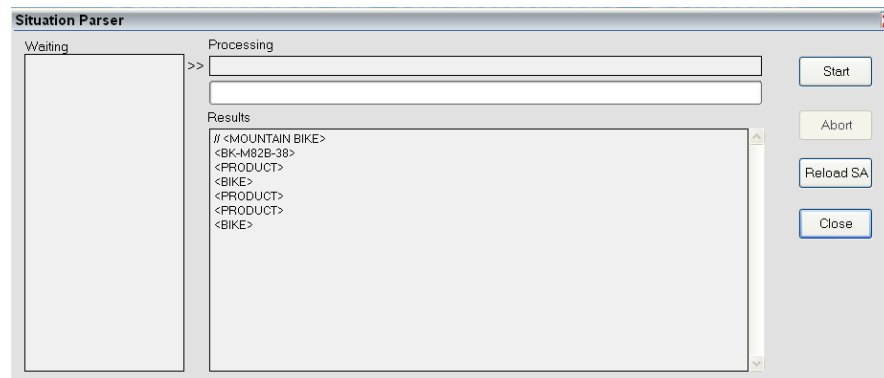 Situation Parser
Waiting
Processing
>>
Start
Results
// <MOUNTAIN BIKE>
<BK-M82B-38>
<PRODUCT>
<BIKE>
<PRODUCT>
<PRODUCT>
<BIKE>
Abort
Reload SA
Close